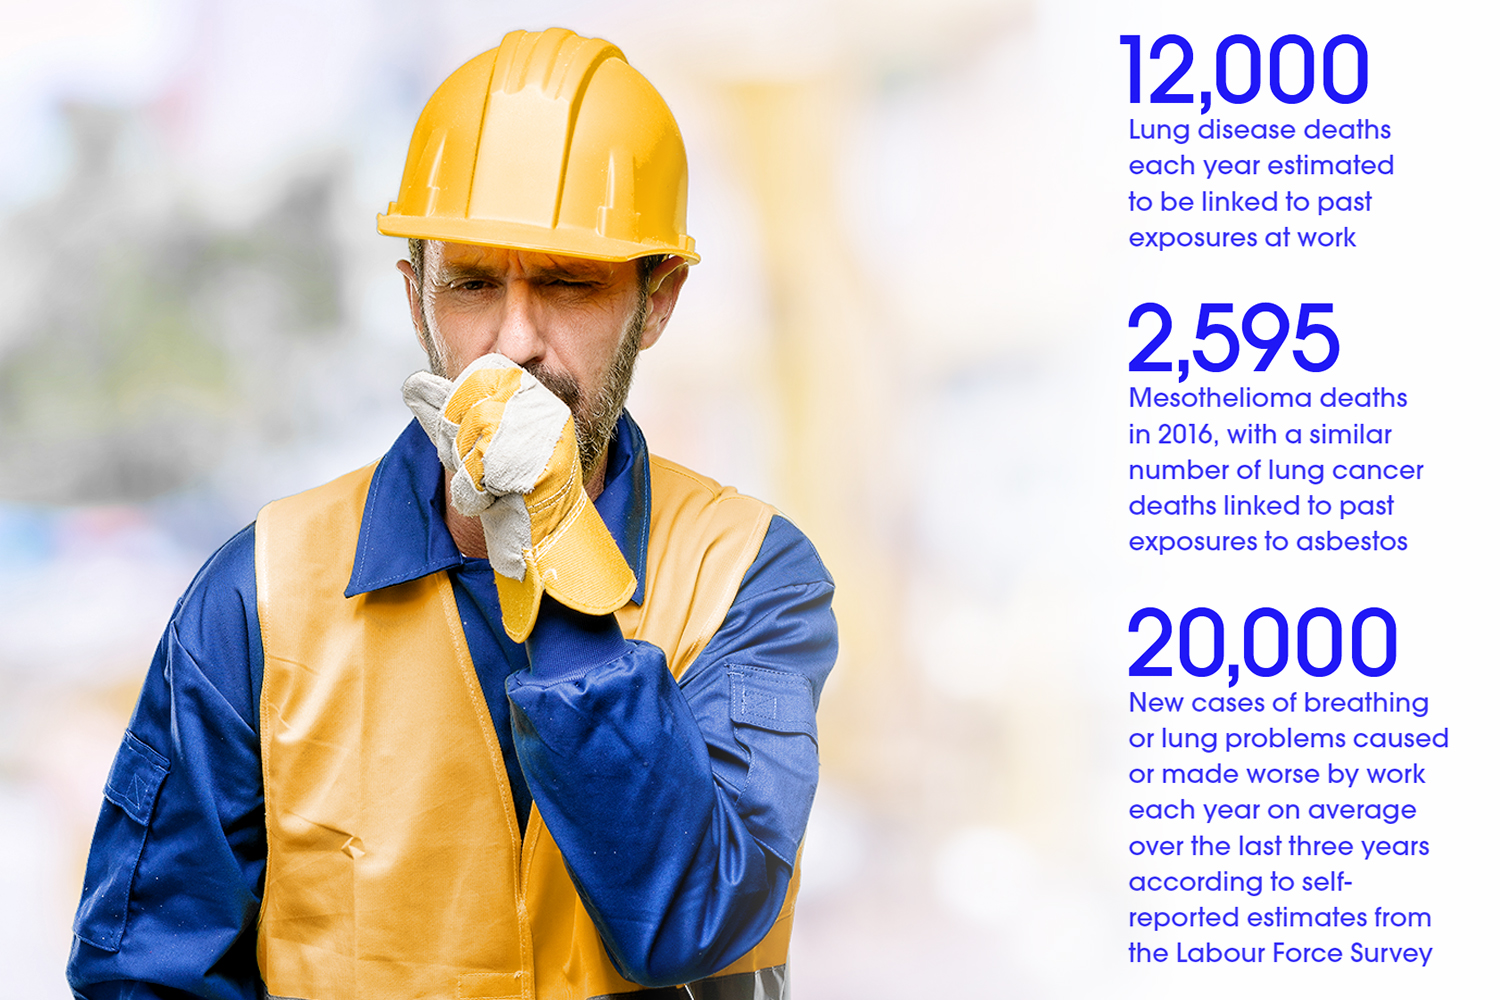 12,000
Lung disease deaths
each year estimated
to be linked to past
exposures at work
2,595
Mesothelioma deaths
in 2016, with a similar
number of lung cancer
deaths linked to past
exposures to asbestos
20,000
New cases of breathing
or lung problems caused
or made worse by work
each year on average
over the last three years
according to self-
reported estimates from
the Labour Force Survey